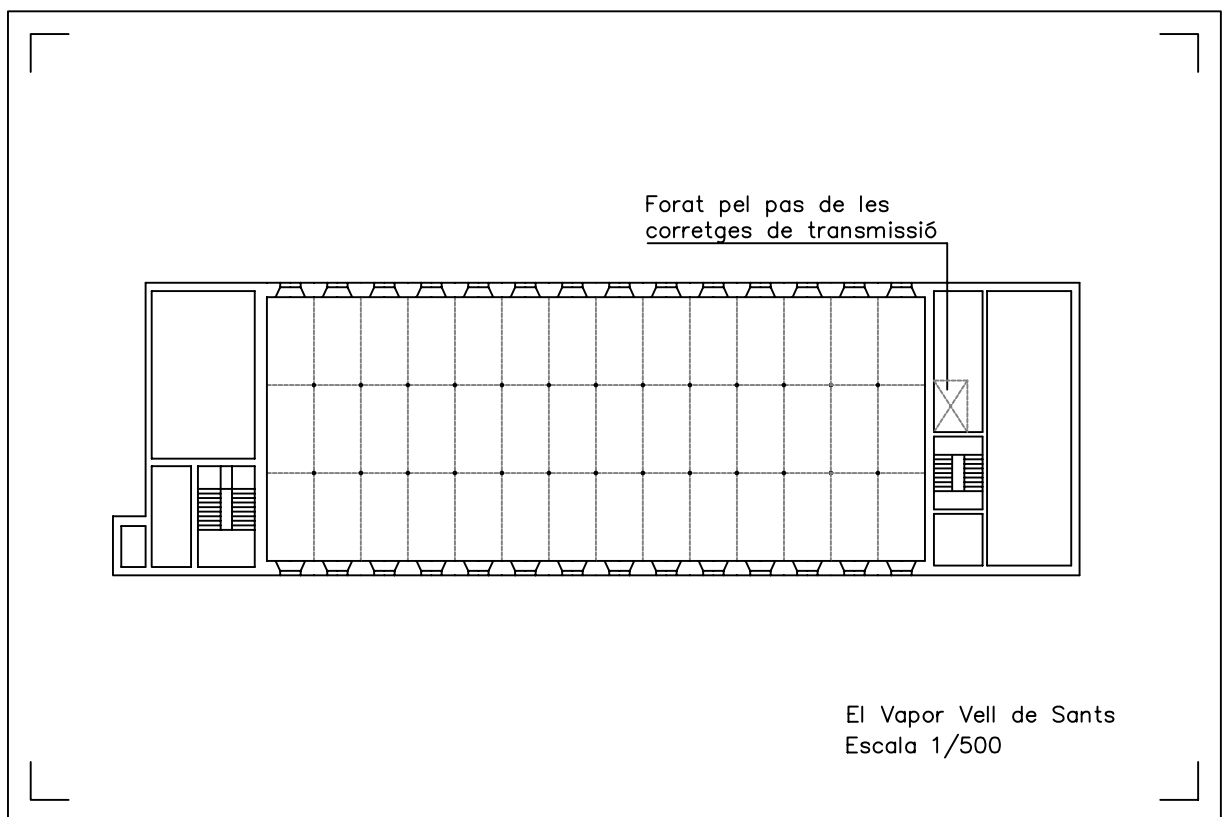 Forat pel pas de les
corretges de transmissió
El Vapor Vell de Sants
Escala 1/500